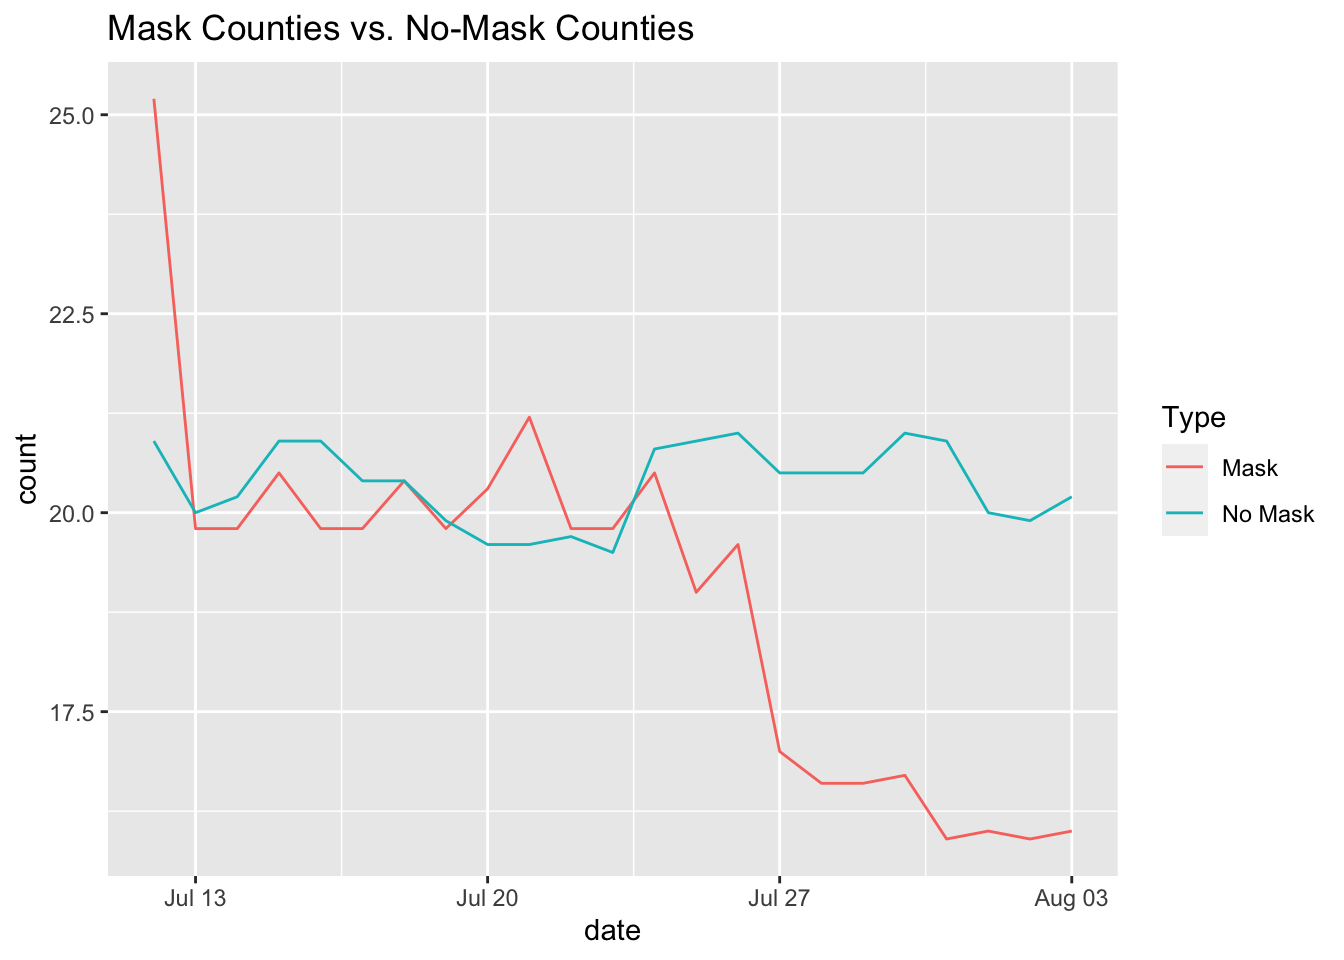 Mask Counties vs. No-Mask Counties
25.0
22.5
20.0
17.5
count
Jul 13
Jul 20
Jul 27
Aug 03
date
Type
Mask
No Mask